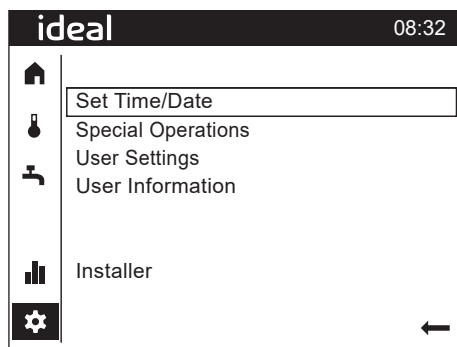 ideal 08:32
Set Time/Date
Special Operations
User Settings
User Information
Installer